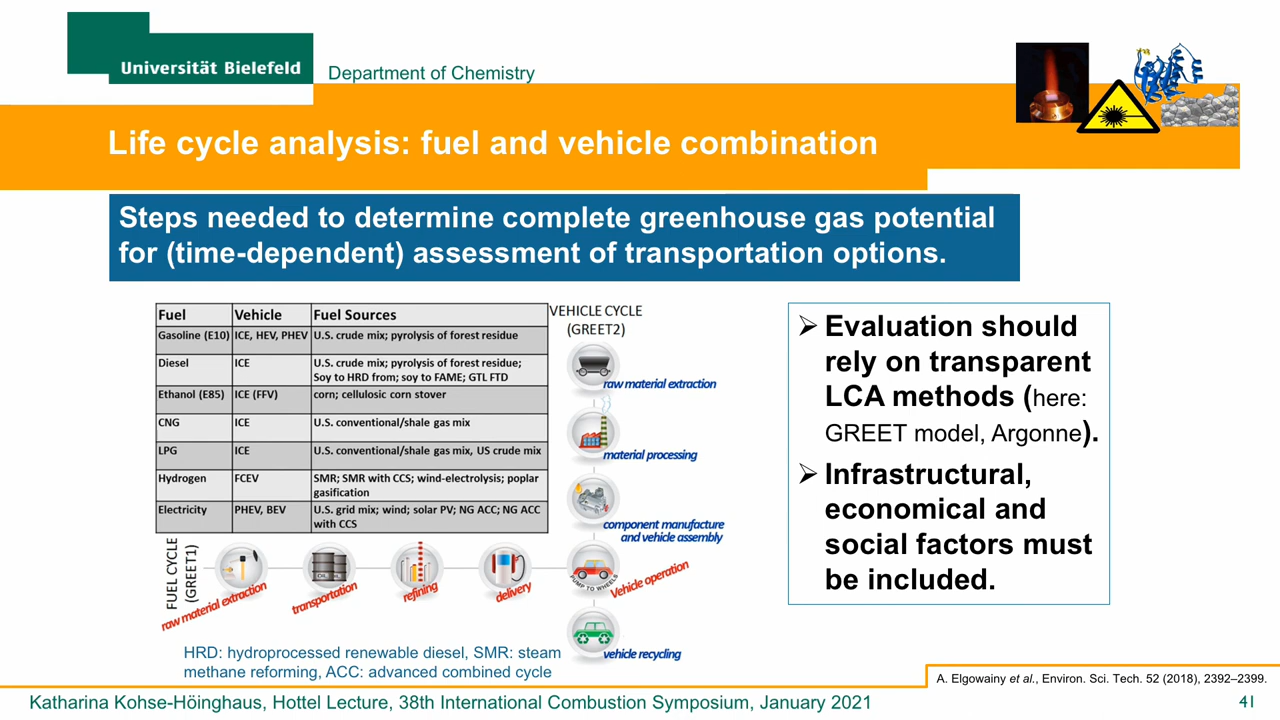 Universität Bielefeld
Department of Chemistry
Life cycle analysis: fuel and vehicle combination
Steps needed to determine complete greenhouse gas potential
for (time-dependent) assessment of transportation options.
Fuel Vehicle Fuel Sources
Gasoline (E10) ICE, HEV, PHEV U.S. crude mix; pyrolysis of forest residue
Diesel ICE U.S. crude mix; pyrolysis of forest residue;
Soy to HRD from; soy to FAME; GTL FTD
Ethanol (E85) ICE (FFV) corn; cellulosic corn stover
CNG ICE U.S. conventional/shale gas mix
LPG ICE U.S. conventional/shale gas mix, US crude mix
Hydrogen FCEV SMR; SMR with CCS; wind-electrolysis; poplar
gasification
Electricity PHEV, BEV U.S. grid mix; wind; solar PV; NG ACC; NG ACC
with CCS
VEHICLE CYCLE
(GREET2)
raw material extraction
material processing
component manufacture
and vehicle assembly
FUEL CYCLE
(GREET1)
raw material extraction
transportation
refining
delivery
PUMP TO WHEELS
Vehicle operation
vehicle recycling
HRD: hydroprocessed renewable diesel, SMR: steam
methane reforming, ACC: advanced combined cycle
➢ Evaluation should
rely on transparent
LCA methods (here:
GREET model, Argonne).
➢ Infrastructural,
economical and
social factors must
be included.
A. Elgowainy et al., Environ. Sci. Tech. 52 (2018), 2392–2399.
Katharina Kohse-Höinghaus, Hottel Lecture, 38th International Combustion Symposium, January 2021
41